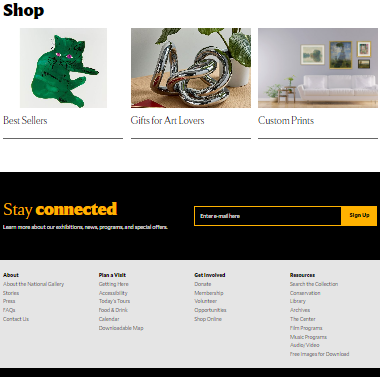 Shop
Best Sellers
Gifts for Art Lovers
Custom Prints
Stay connected
Learn more about our exhibitions, news, programs, and special offers.
Enter e-mail here
Sign Up
About
About the National Gallery
Stories
Press
FAQs
Contact Us
Plan a Visit
Getting Here
Accessibility
Today's Tours
Food & Drink
Calendar
Downloadable Map
Get Involved
Donate
Membership
Volunteer
Opportunities
Shop Online
Resources
Search the Collection
Conservation
Library
Archives
The Center
Film Programs
Music Programs
Audio/Video
Free Images for Download